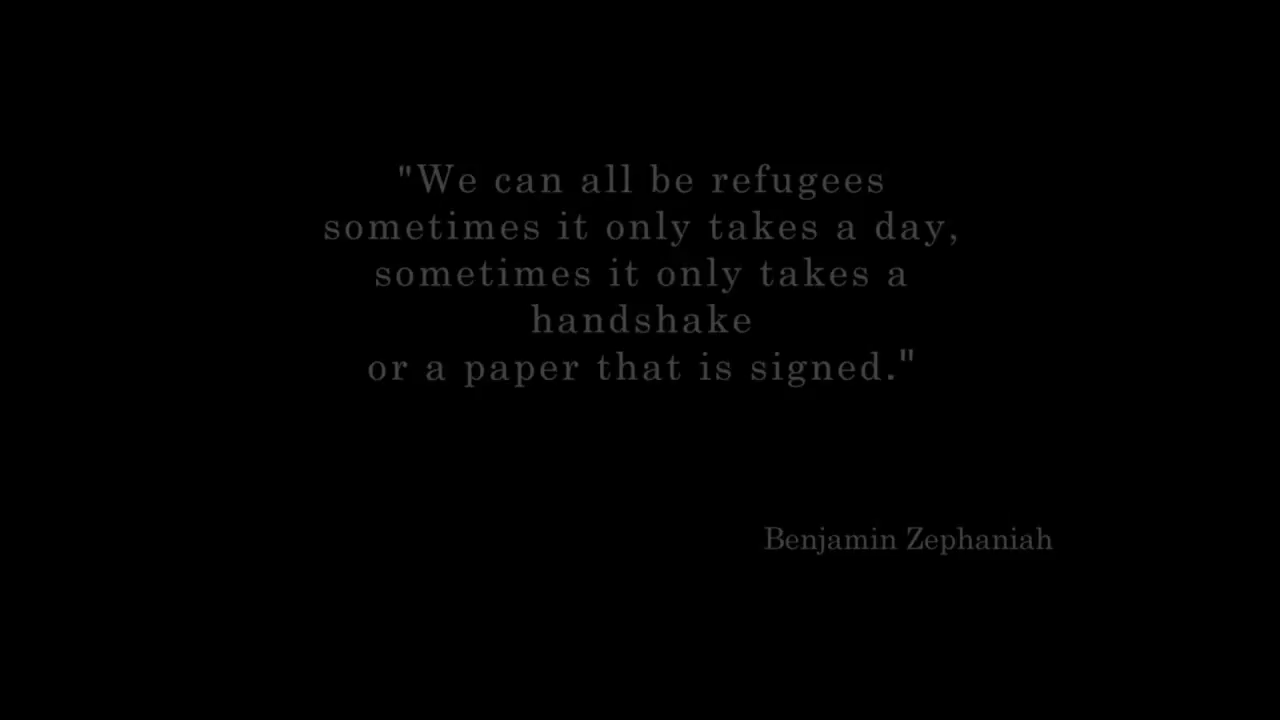 "We can all be refugees
sometimes it only takes a day,
sometimes it only takes a
handshake
or a paper that is signed."
Benjamin Zephaniah